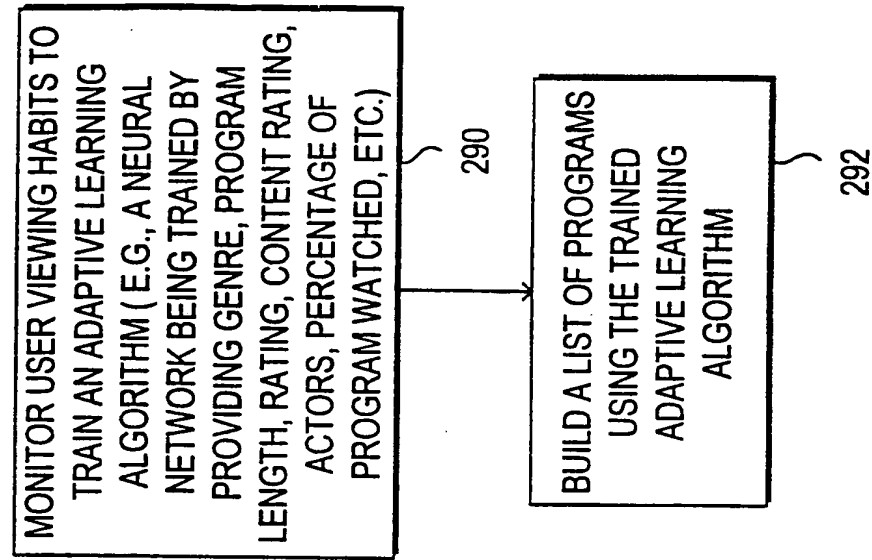 MONITOR USER VIEWING HABITS TO
TRAIN AN ADAPTIVE LEARNING
ALGORITHM ( E.G., A NEURAL
NETWORK BEING TRAINED BY
PROVIDING GENRE, PROGRAM
LENGTH, RATING, CONTENT RATING,
ACTORS, PERCENTAGE OF
PROGRAM WATCHED, ETC.)
290
BUILD A LIST OF PROGRAMS
USING THE TRAINED
ADAPTIVE LEARNING
ALGORITHM
292